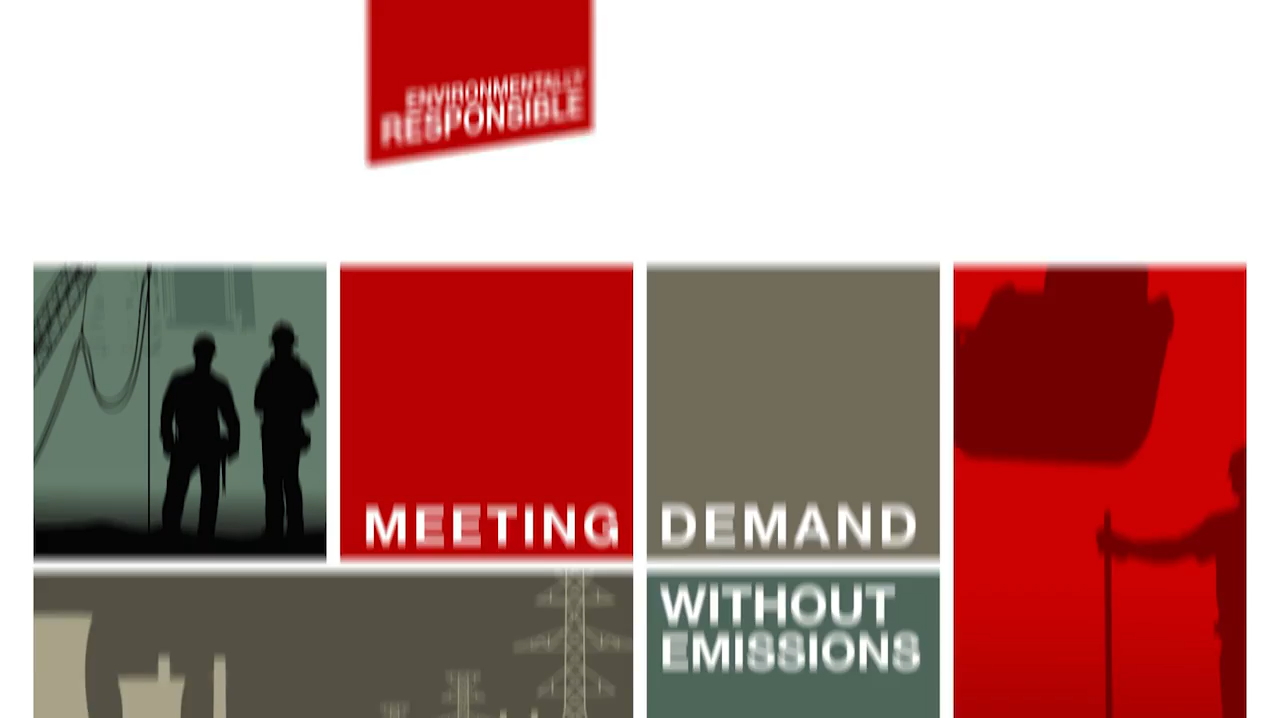 ENVIRONMENTALLY
RESPONSIBLE
MEETING DEMAND
WITHOUT
EMISSIONS